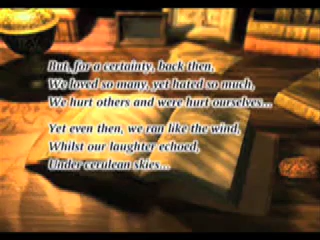 But, for a certainty, back then,
We loved so many, yet hated so much,
We hurt others and were hurt ourselves...
Yet even then, we ran like the wind,
Whilst our laughter echoed,
Under cerulean skies...